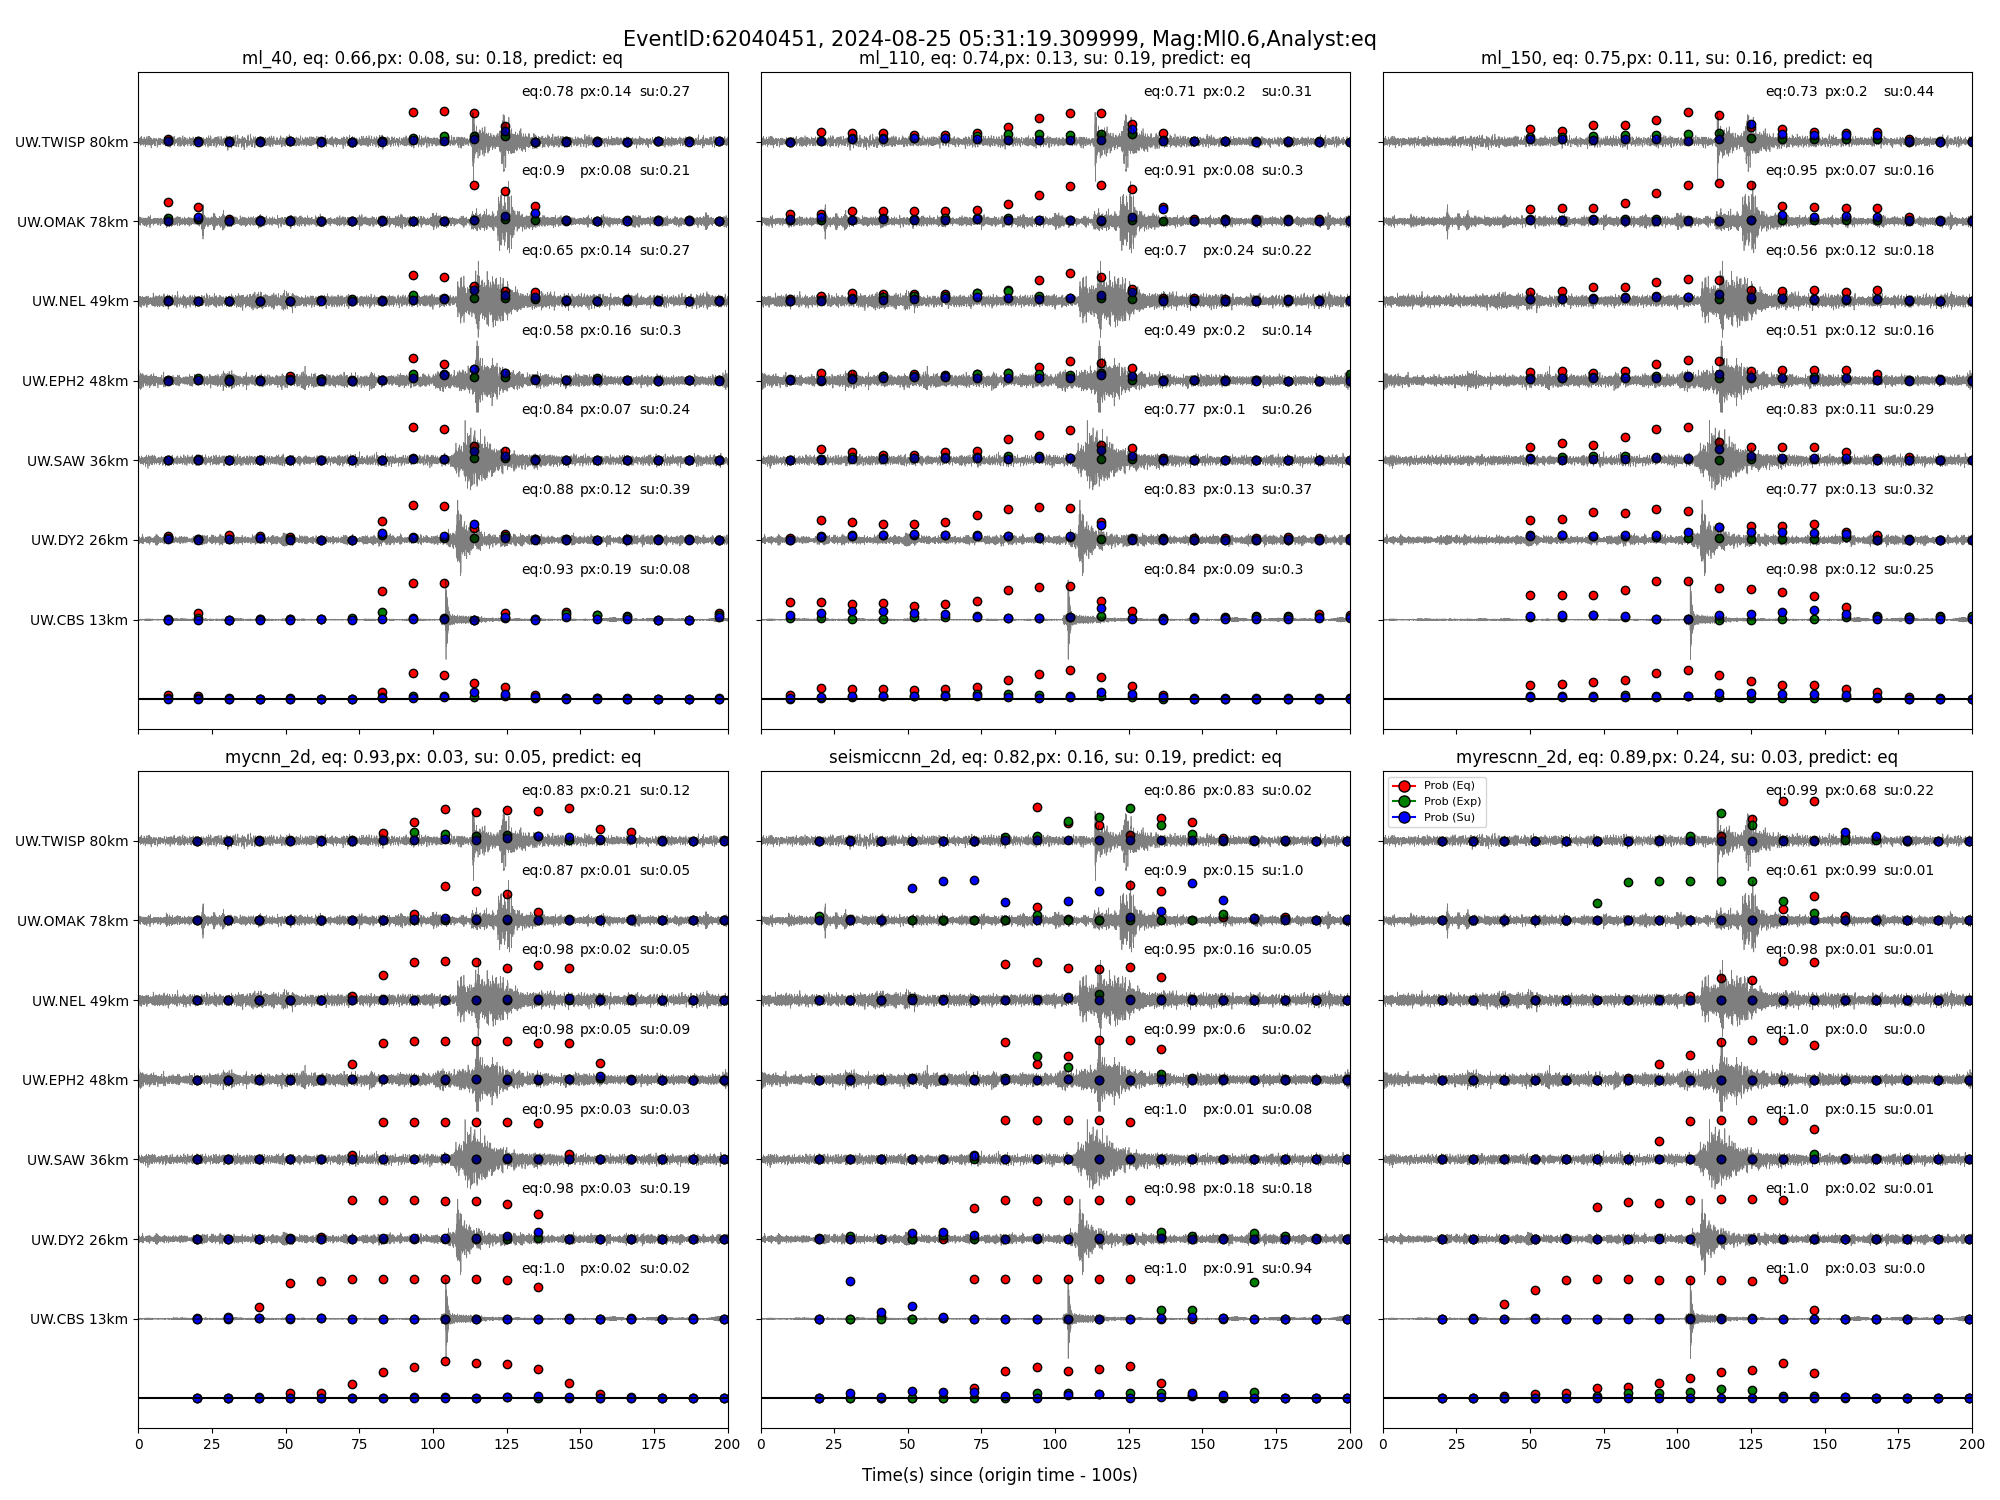 EventID:62040451, 2024-08-25 05:31:19.309999, Mag:Ml0.6,Analyst:eq
ml_40, eq: 0.66,px: 0.08, su: 0.18, predict: eq
eq:0.78 px:0.14 su:0.27
UW.TWISP 80km
eq:0.9 px:0.08 su:0.21
UW.OMAK 78km
eq:0.65 px:0.14 su:0.27
UW.NEL 49km
eq:0.58 px:0.16 su:0.3
UW.EPH2 48km
eq:0.84 px:0.07 su:0.24
UW.SAW 36km
eq:0.88 px:0.12 su:0.39
UW.DY2 26km
eq:0.93 px:0.19 su:0.08
UW.CBS 13km
ml_110, eq: 0.74,px: 0.13, su: 0.19, predict: eq
eq:0.71 px:0.2 su:0.31
eq:0.91 px:0.08 su:0.3
eq:0.7 px:0.24 su:0.22
eq:0.49 px:0.2 su:0.14
eq:0.77 px:0.1 su:0.26
eq:0.83 px:0.13 su:0.37
eq:0.84 px:0.09 su:0.3
ml_150, eq: 0.75,px: 0.11, su: 0.16, predict: eq
eq:0.73 px:0.2 su:0.44
eq:0.95 px:0.07 su:0.16
eq:0.56 px:0.12 su:0.18
eq:0.51 px:0.12 su:0.16
eq:0.83 px:0.11 su:0.29
eq:0.77 px:0.13 su:0.32
eq:0.98 px:0.12 su:0.25
mycnn_2d, eq: 0.93,px: 0.03, su: 0.05, predict: eq
eq:0.83 px:0.21 su:0.12
UW.TWISP 80km
eq:0.87 px:0.01 su:0.05
UW.OMAK 78km
eq:0.98 px:0.02 su:0.05
UW.NEL 49km
eq:0.98 px:0.05 su:0.09
UW.EPH2 48km
eq:0.95 px:0.03 su:0.03
UW.SAW 36km
eq:0.98 px:0.03 su:0.19
UW.DY2 26km
eq:1.0 px:0.02 su:0.02
UW.CBS 13km
0 25 50 75 100 125 150 175 200
seismiccnn_2d, eq: 0.82,px: 0.16, su: 0.19, predict: eq
eq:0.86 px:0.83 su:0.02
eq:0.9 px:0.15 su:1.0
eq:0.95 px:0.16 su:0.05
eq:0.99 px:0.6 su:0.02
eq:1.0 px:0.01 su:0.08
eq:0.98 px:0.18 su:0.18
eq:1.0 px:0.91 su:0.94
0 25 50 75 100 125 150 175 200
myrescnn_2d, eq: 0.89,px: 0.24, su: 0.03, predict: eq
Prob (Eq)
Prob (Exp)
Prob (Su)
eq:0.99 px:0.68 su:0.22
eq:0.61 px:0.99 su:0.01
eq:0.98 px:0.01 su:0.01
eq:1.0 px:0.0 su:0.0
eq:1.0 px:0.15 su:0.01
eq:1.0 px:0.02 su:0.01
eq:1.0 px:0.03 su:0.0
0 25 50 75 100 125 150 175 200
Time(s) since (origin time - 100s)